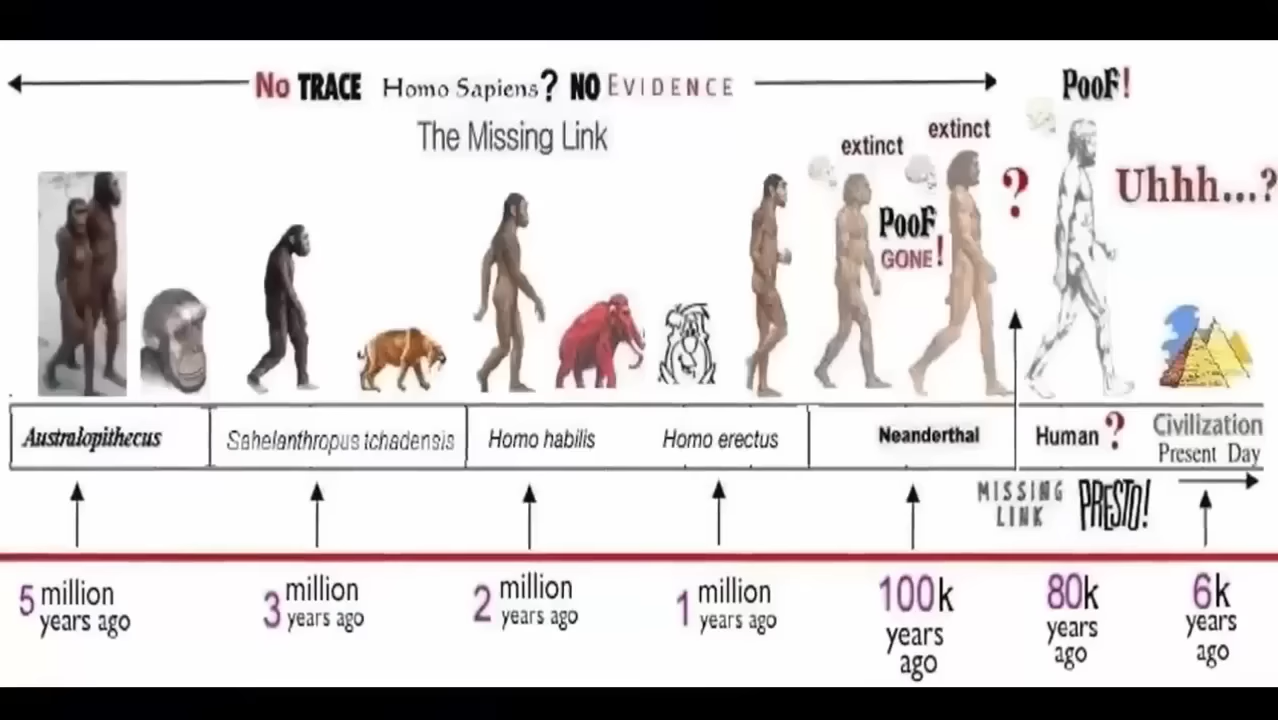 No TRACE Homo Sapiens? NO EVIDENCE
The Missing Link
PooF!
extinct
extinct
PooF
GONE!
?
Uhhh...?
Australopithecus
Sahelanthropus tchadensis
Homo habilis
Homo erectus
Neanderthal
Human ?
Civilization
Present Day
MISSING
LINK
PRESTO!
5 million
years ago
3 million
years ago
2 million
years ago
1 million
years ago
100k
years
ago
80k
years
ago
6k
years
ago